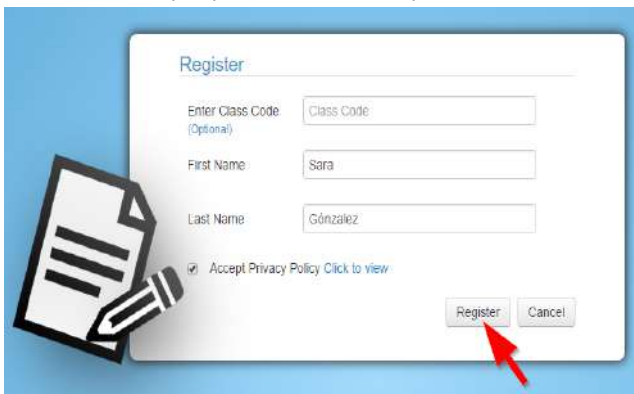 Register
Enter Class Code
Class Code
(Optional)
First Name
Sara
Last Name
Gónzalez
Accept Privacy Policy Click to view
Register
Cancel